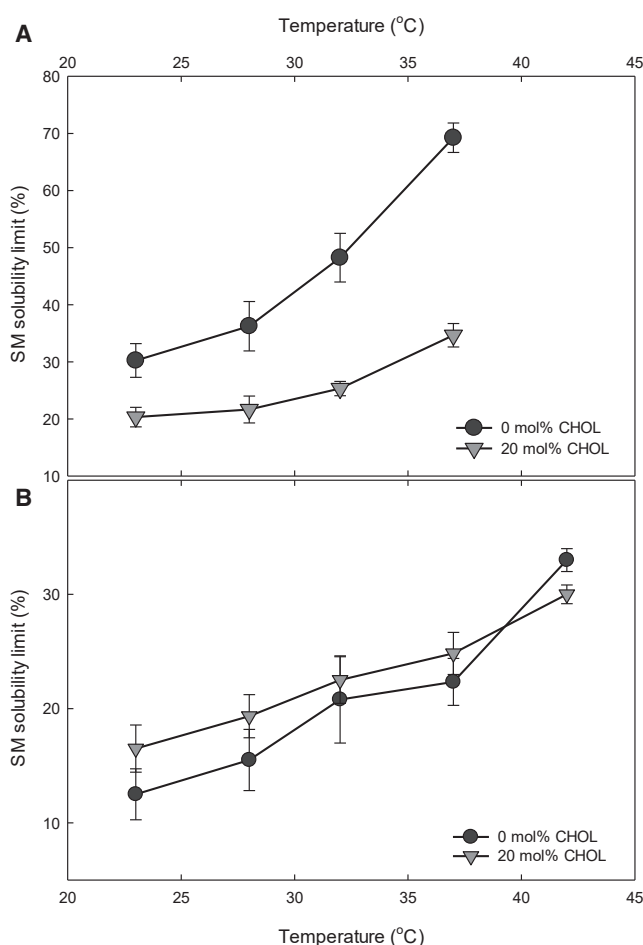 A
Temperature (°C)
20 25 30 35 40 45
80
70
60
50
40
30
20
10
SM solubility limit (%)
0 mol% CHOL
20 mol% CHOL
B
30
20
10
SM solubility limit (%)
0 mol% CHOL
20 mol% CHOL
20 25 30 35 40 45
Temperature (°C)